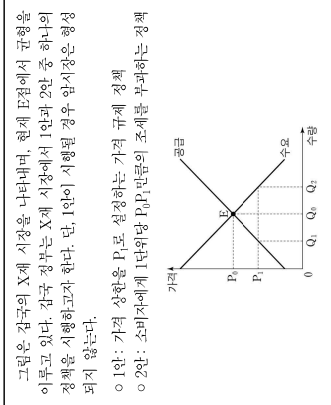 그림은 갑국의 X재 시장을 나타내며, 현재 E점에서 균형을
이루고 있다. 갑국 정부는 X재 시장에서 1안과 2안 중 하나의
정책을 시행하고자 한다. 단, 1안이 시행될 경우 암시장은 형성
되지 않는다.
○ 1안: 가격 상한을 P₁로 설정하는 가격 규제 정책
○ 2안: 소비자에게 1단위당 P₀P₁만큼의 조세를 부과하는 정책
가격
공급
E
P₀
P₁
수요
0
Q₁
Q₀
Q₂
수량